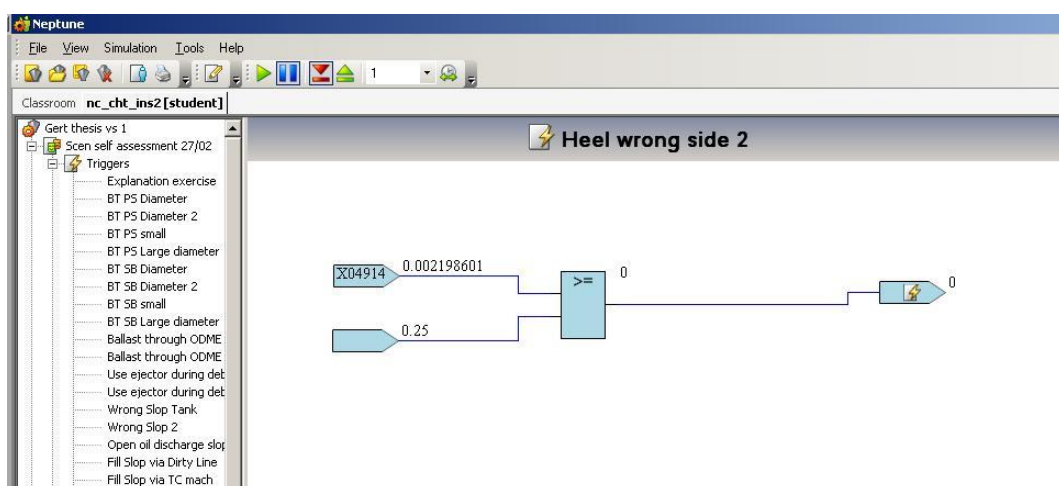 Neptune
File View Simulation Tools Help
1
Classroom nc_cht_ins2 [student]
Gert thesis vs 1
Scen self assessment 27/02
Triggers
Explanation exercise
BT PS Diameter
BT PS Diameter 2
BT PS small
BT PS Large diameter
BT SB Diameter
BT SB Diameter 2
BT SB small
BT SB Large diameter
Ballast through ODME
Ballast through ODME
Use ejector during deb
Use ejector during deb
Wrong Slop Tank
Wrong Slop 2
Open oil discharge slop
Fill Slop via Dirty Line
Fill Slop via TC mach
Heel wrong side 2
X04914 0.002198601
>= 0
0
0.25